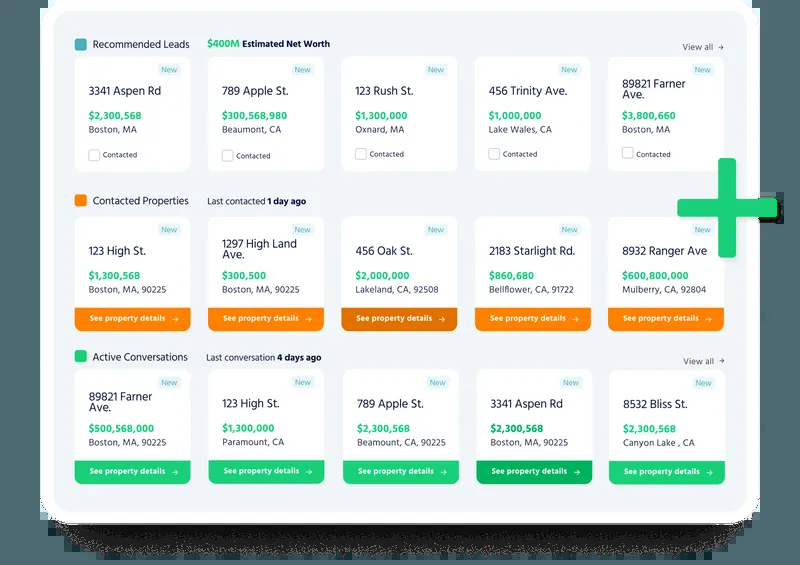 Recommended Leads $400M Estimated Net Worth View all →
New New New New New
3341 Aspen Rd 789 Apple St. 123 Rush St. 456 Trinity Ave. 89821 Farner
Ave.
$2,300,568 $300,568,980 $1,300,000 $1,000,000 $3,800,660
Boston, MA Beaumont, CA Oxnard, MA Lake Wales, CA Boston, MA
Contacted Contacted Contacted Contacted Contacted
Contacted Properties Last contacted 1 day ago
New New New New New
123 High St. 1297 High Land
Ave. 456 Oak St. 2183 Starlight Rd. 8932 Ranger Ave
$1,300,568 $300,500 $2,000,000 $860,680 $600,800,000
Boston, MA, 90225 Boston, MA, 90225 Lakeland, CA, 92508 Bellflower, CA, 91722 Mulberry, CA, 92804
See property details → See property details → See property details → See property details → See property details →
Active Conversations Last conversation 4 days ago View all →
New New New New New
89821 Farner
Ave. 123 High St. 789 Apple St. 3341 Aspen Rd 8532 Bliss St.
$500,568,000 $1,300,000 $2,300,568 $2,300,568 $2,300,568
Boston, MA, 90225 Paramount, CA Beamount, CA, 90225 Boston, MA, 90225 Canyon Lake , CA
See property details → See property details → See property details → See property details → See property details →